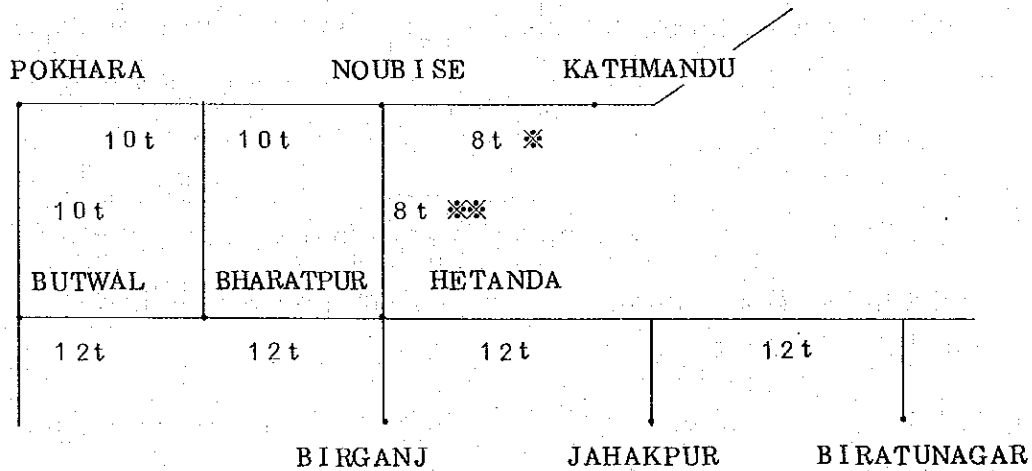 POKHARA NOUBISE KATHMANDU
10t 10t 8t ※
10t 8t ※※
BUTWAL BHARATPUR HETANDA
12t 12t 12t 12t
BIRGANJ JAHAKPUR BIRATUNAGAR